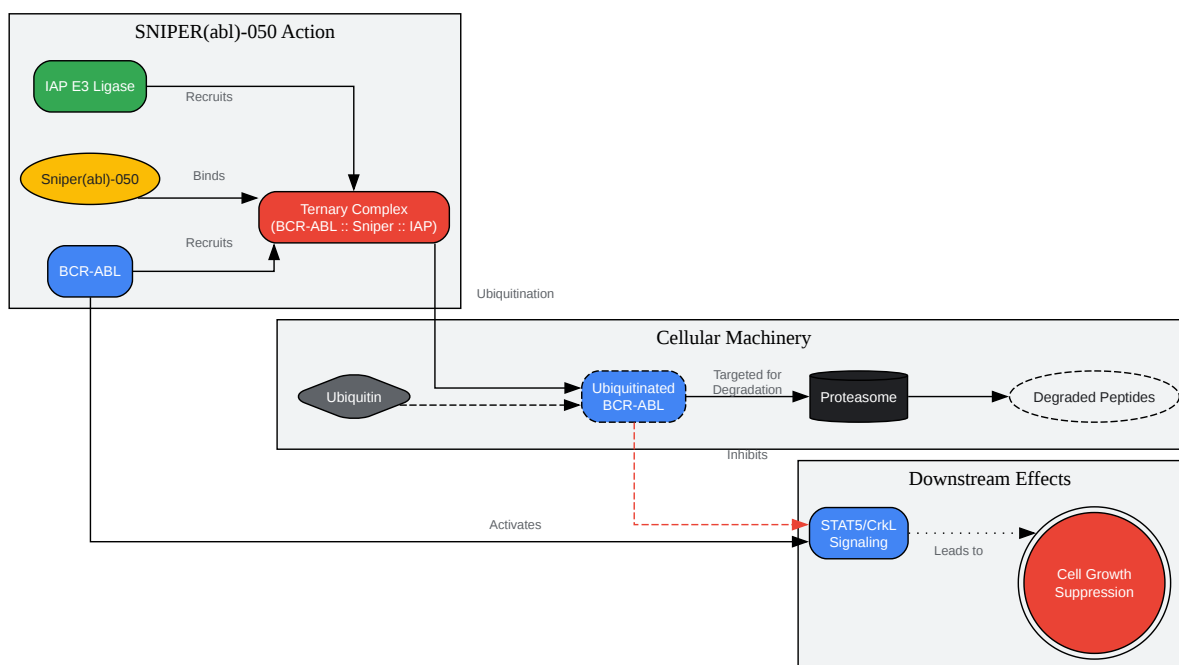 SNIPER(abl)-050 Action
IAP E3 Ligase
Recruits
Sniper(abl)-050
Binds
Ternary Complex
(BCR-ABL :: Sniper :: IAP)
Recruits
BCR-ABL
Ubiquitination
Cellular Machinery
Ubiquitin
Ubiquitinated
BCR-ABL
Targeted for
Degradation
Proteasome
Degraded Peptides
Inhibits
Downstream Effects
Activates
STAT5/CrkL
Signaling
Leads to
Cell Growth
Suppression